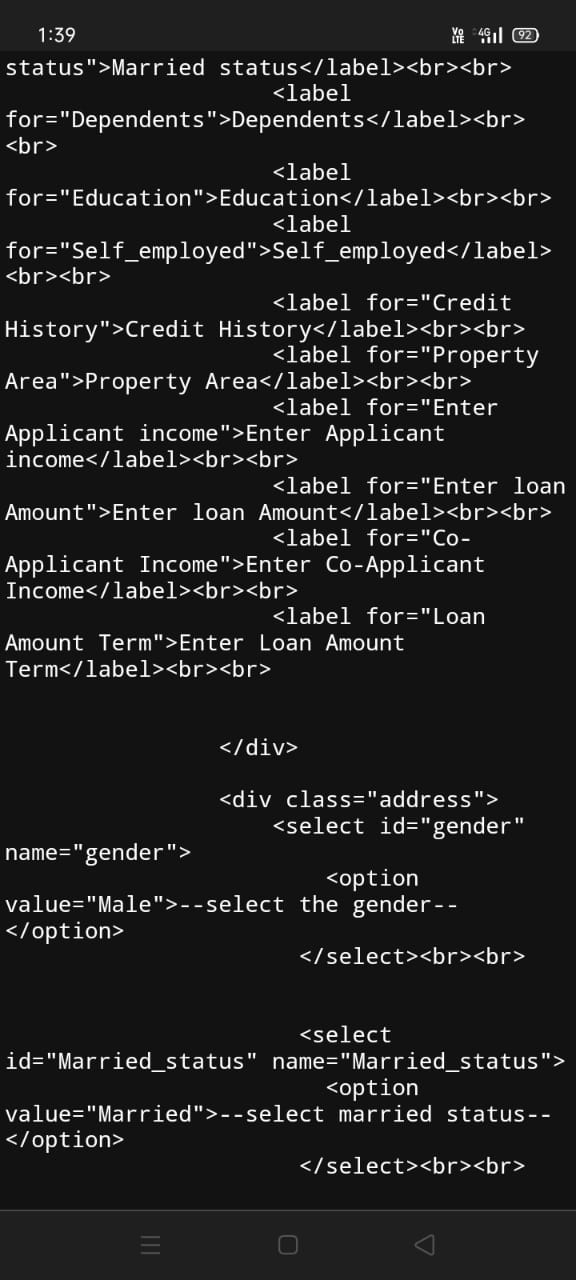 1:39 Vo LTE 4G 92
status">Married status</label><br><br>
<label
for="Dependents">Dependents</label><br>
<br>
<label
for="Education">Education</label><br><br>
<label
for="Self_employed">Self_employed</label>
<br><br>
<label for="Credit
History">Credit History</label><br><br>
<label for="Property
Area">Property Area</label><br><br>
<label for="Enter
Applicant income">Enter Applicant
income</label><br><br>
<label for="Enter loan
Amount">Enter loan Amount</label><br><br>
<label for="Co-
Applicant Income">Enter Co-Applicant
Income</label><br><br>
<label for="Loan
Amount Term">Enter Loan Amount
Term</label><br><br>
</div>
<div class="address">
<select id="gender"
name="gender">
<option
value="Male">--select the gender--
</option>
</select><br><br>
<select
id="Married_status" name="Married_status">
<option
value="Married">--select married status--
</option>
</select><br><br>